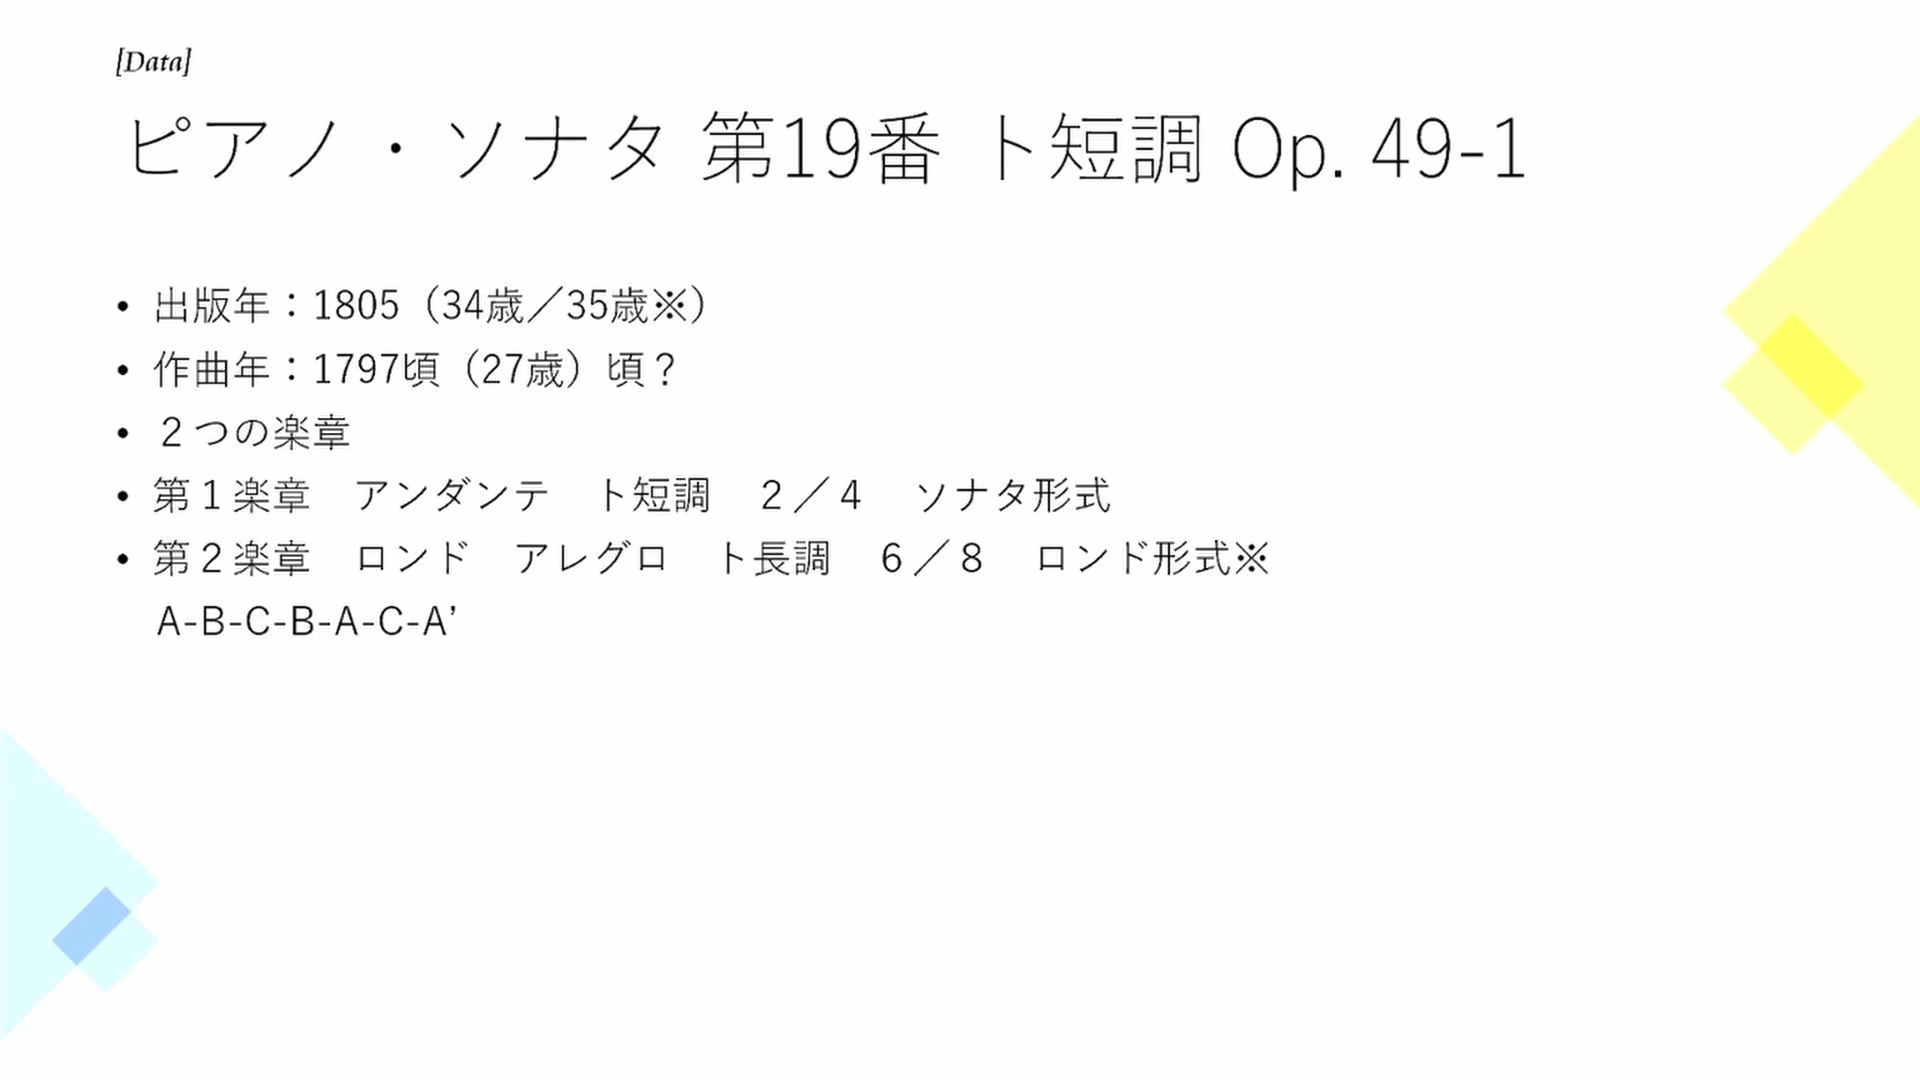 [Data]
ピアノ・ソナタ 第19番 ト短調 Op. 49-1
• 出版年：1805（34歳／35歳※）
• 作曲年：1797頃（27歳）頃？
• ２つの楽章
• 第１楽章　アンダンテ　ト短調　２／４　ソナタ形式
• 第２楽章　ロンド　アレグロ　ト長調　６／８　ロンド形式※
A-B-C-B-A-C-A’